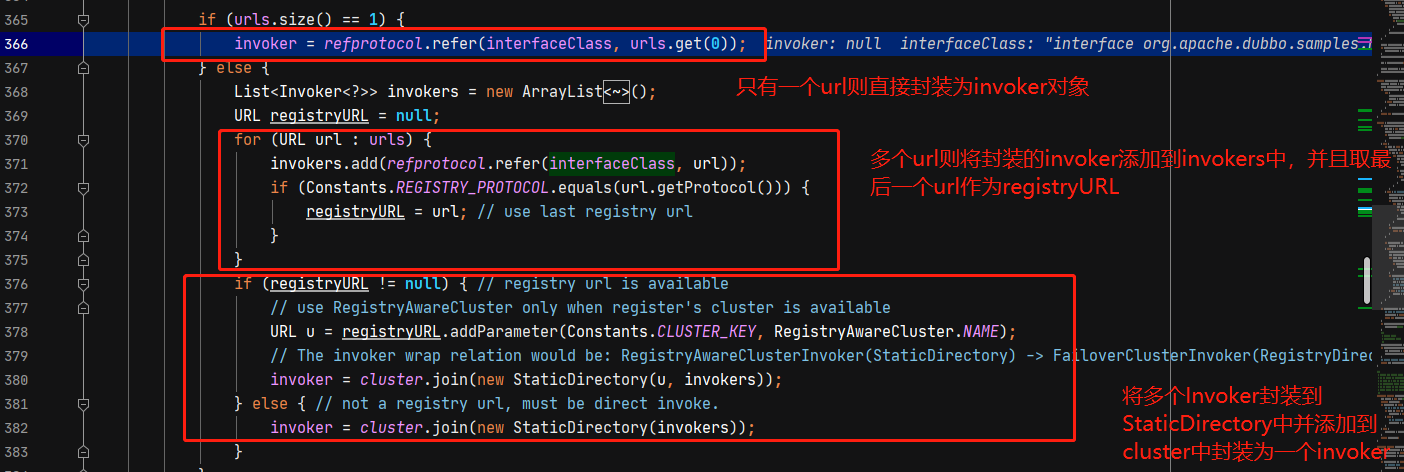 365 if (urls.size() == 1) {
366 invoker = refprotocol.refer(interfaceClass, urls.get(0)); invoker: null interfaceClass: "interface org.apache.dubbo.samples.
367 } else {
只有一个url则直接封装为invoker对象
368 List<Invoker<?>> invokers = new ArrayList<~>();
369 URL registryURL = null;
370 for (URL url : urls) {
371 invokers.add(refprotocol.refer(interfaceClass, url));
372 if (Constants.REGISTRY_PROTOCOL.equals(url.getProtocol())) {
373 registryURL = url; // use last registry url
374 }
375 }
多个url则将封装的invoker添加到invokers中，并且取最
后一个url作为registryURL
376 if (registryURL != null) { // registry url is available
377 // use RegistryAwareCluster only when register's cluster is available
378 URL u = registryURL.addParameter(Constants.CLUSTER_KEY, RegistryAwareCluster.NAME);
379 // The invoker wrap relation would be: RegistryAwareClusterInvoker(StaticDirectory) -> FailoverClusterInvoker(RegistryDirec
380 invoker = cluster.join(new StaticDirectory(u, invokers));
381 } else { // not a registry url, must be direct invoke.
382 invoker = cluster.join(new StaticDirectory(invokers));
383 }
将多个Invoker封装到
StaticDirectory中并添加到
cluster中封装为一个invoker